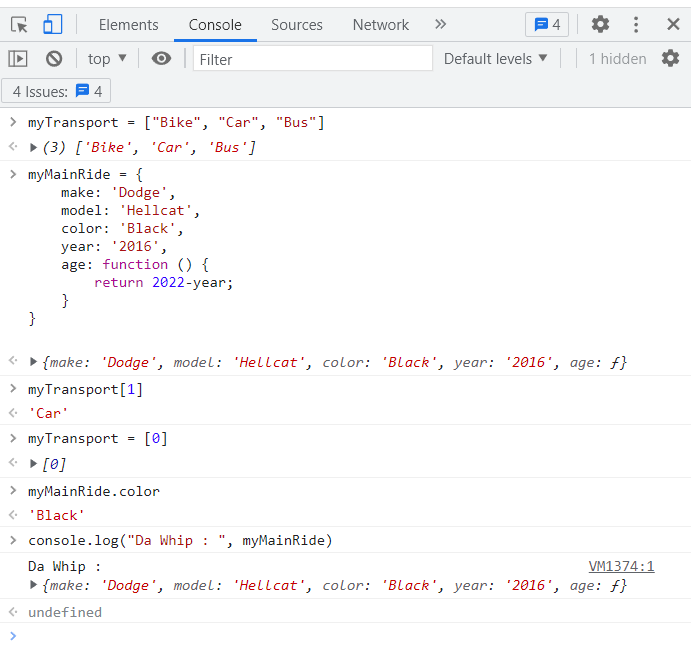 Elements Console Sources Network » 4
top ▼ Filter Default levels ▼ 1 hidden
4 Issues: 4
> myTransport = ["Bike", "Car", "Bus"]
(3) ['Bike', 'Car', 'Bus']
> myMainRide = {
    make: 'Dodge',
    model: 'Hellcat',
    color: 'Black',
    year: '2016',
    age: function () {
        return 2022-year;
    }
}
{make: 'Dodge', model: 'Hellcat', color: 'Black', year: '2016', age: ƒ}
> myTransport[1]
'Car'
> myTransport = [0]
[0]
> myMainRide.color
'Black'
> console.log("Da Whip : ", myMainRide)
Da Whip : VM1374:1
{make: 'Dodge', model: 'Hellcat', color: 'Black', year: '2016', age: ƒ}
undefined
>